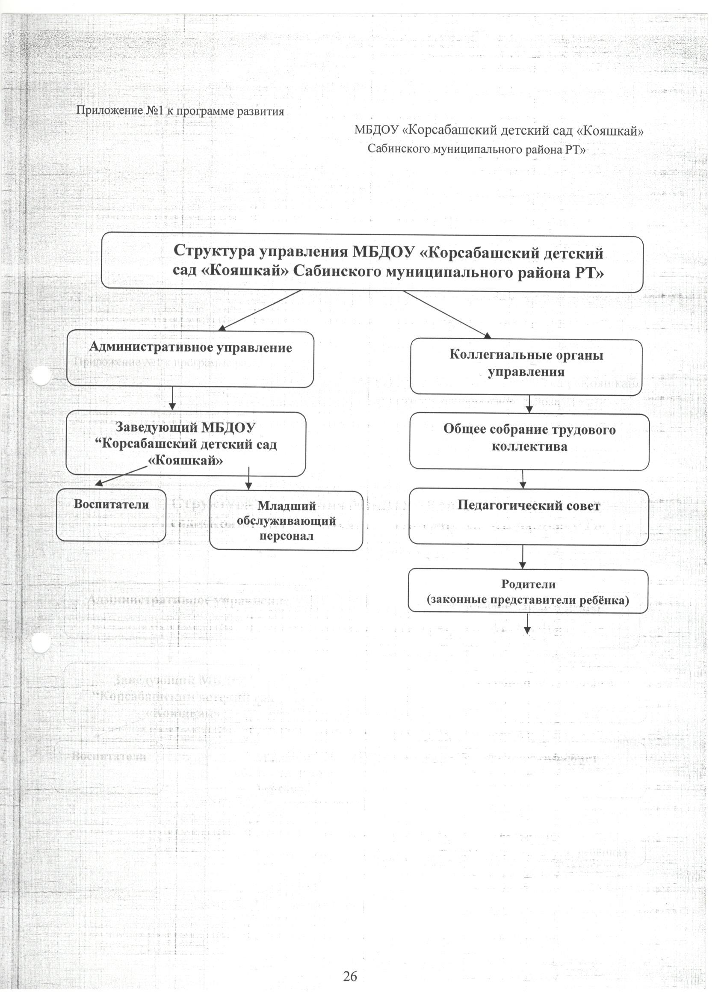 Приложение №1 к программе развития
МБДОУ «Корсабашский детский сад «Кояшкай»
Сабинского муниципального района РТ»
Структура управления МБДОУ «Корсабашский детский
сад «Кояшкай» Сабинского муниципального района РТ»
Административное управление
Коллегиальные органы
управления
Заведующий МБДОУ
“Корсабашский детский сад
«Кояшкай»
Общее собрание трудового
коллектива
Воспитатели
Младший
обслуживающий
персонал
Педагогический совет
Родители
(законные представители ребёнка)
26